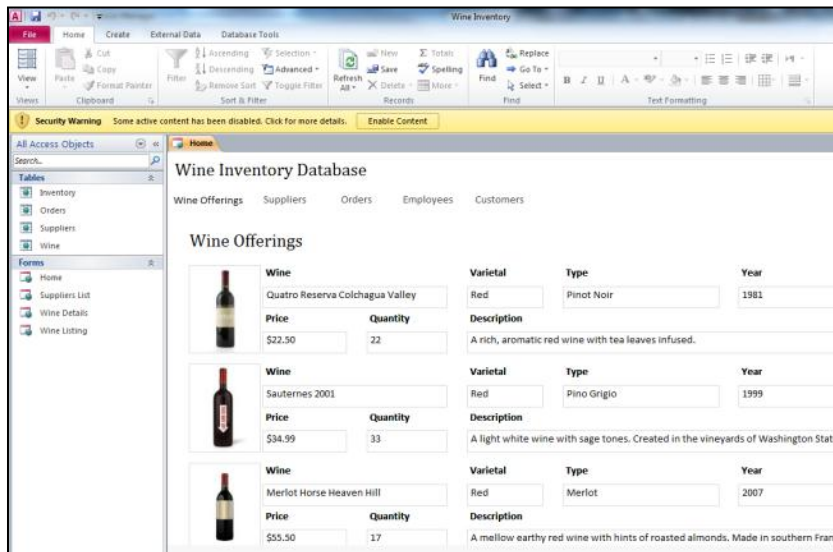 Wine Inventory
File Home Create External Data Database Tools
View Paste Cut Copy Format Painter
Filter Ascending Descending Remove Sort Selection Advanced Toggle Filter
Refresh All New Save Delete Totals Spelling More
Find Replace Go To Select
B I U A
Views Clipboard Sort & Filter Records Find Text Formatting
Security Warning Some active content has been disabled. Click for more details. Enable Content
All Access Objects
Search..
Tables
Inventory
Orders
Suppliers
Wine
Forms
Home
Suppliers List
Wine Details
Wine Listing
Home
Wine Inventory Database
Wine Offerings Suppliers Orders Employees Customers
Wine Offerings
Wine Varietal Type Year
Quatro Reserva Colchagua Valley Red Pinot Noir 1981
Price Quantity Description
$22.50 22 A rich, aromatic red wine with tea leaves infused.
Wine Varietal Type Year
Sauternes 2001 Red Pino Grigio 1999
Price Quantity Description
$34.99 33 A light white wine with sage tones. Created in the vineyards of Washington Stat
Wine Varietal Type Year
Merlot Horse Heaven Hill Red Merlot 2007
Price Quantity Description
$55.50 17 A mellow earthy red wine with hints of roasted almonds. Made in southern Fran